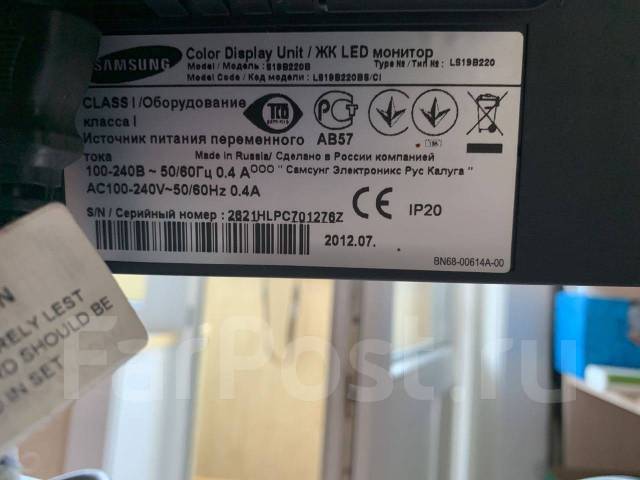 SAMSUNG
Color Display Unit / ЖК LED монитор
Model / Модель : S19B220B Type № / Тип № : LS19B220
Model Code / Код модели : LS19B220BS/CI
CLASS I /Оборудование
класса I
Источник питания переменного
тока
TCO
АВ57
Made in Russia/ Сделано в России компанией
100-240В ~ 50/60Гц 0.4 А ООО " Самсунг Электроникс Рус Калуга "
AC100-240V~50/60Hz 0.4A
S/N / Серийный номер : 2621HLPC701276Z
CE IP20
2012.07.
BN68-00614A-00
N
RELY LEST
D SHOULD BE
IN SET
FarPost.ru